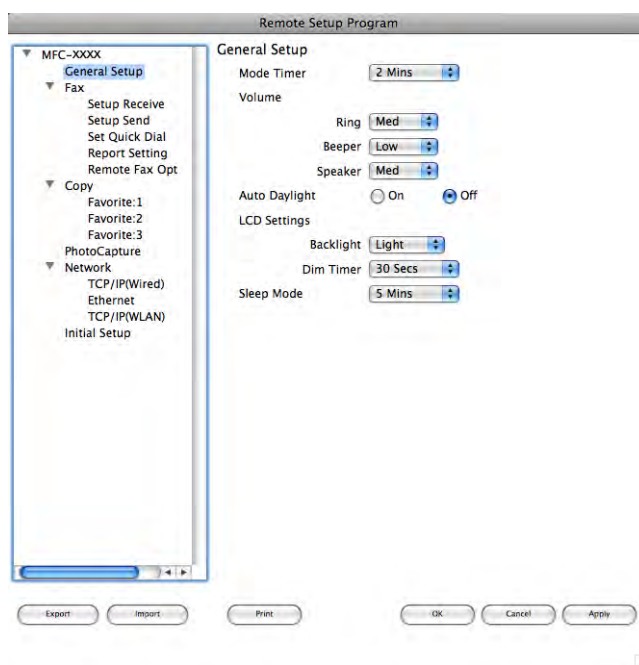 Remote Setup Program
MFC-XXXX
General Setup
Fax
Setup Receive
Setup Send
Set Quick Dial
Report Setting
Remote Fax Opt
Copy
Favorite:1
Favorite:2
Favorite:3
PhotoCapture
Network
TCP/IP(Wired)
Ethernet
TCP/IP(WLAN)
Initial Setup
General Setup
Mode Timer 2 Mins
Volume
Ring Med
Beeper Low
Speaker Med
Auto Daylight On Off
LCD Settings
Backlight Light
Dim Timer 30 Secs
Sleep Mode 5 Mins
Export Import Print OK Cancel Apply